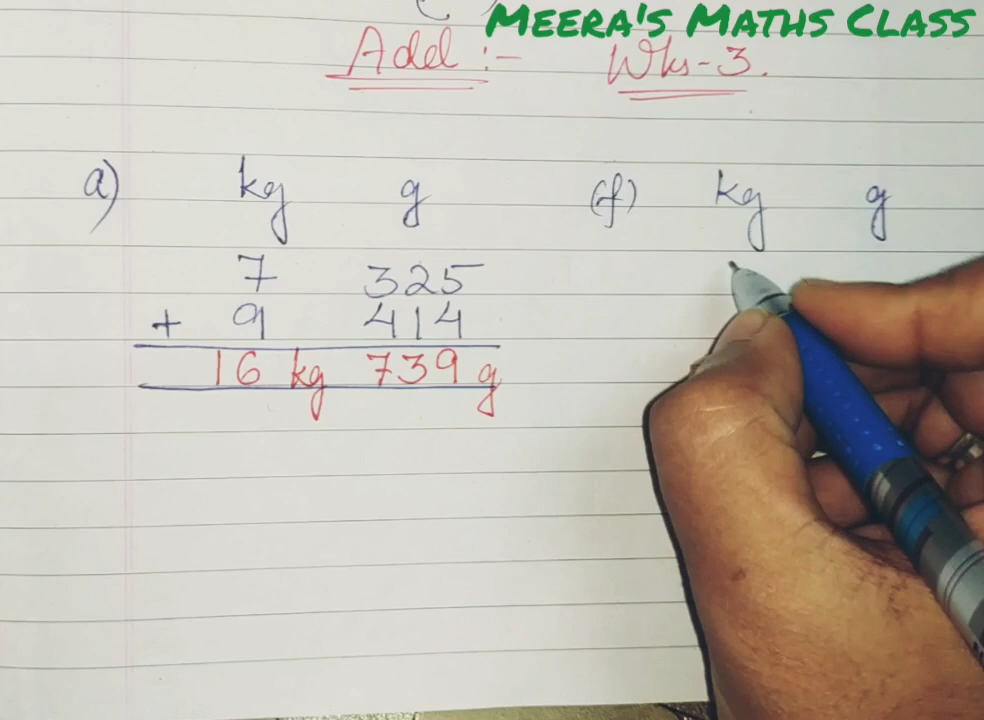 MEERA'S MATHS CLASS
Add :- Wks-3.
a) kg g
7 325
+ 9 414
16 kg 739 g
(f) kg g